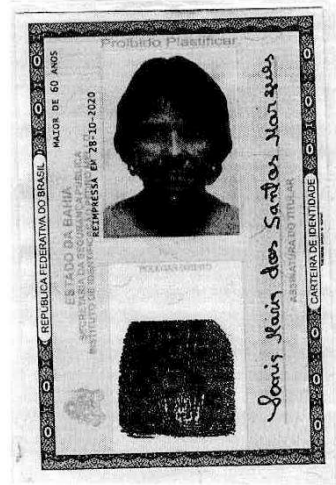 Proibido Plastificar
REPÚBLICA FEDERATIVA DO BRASIL
MAIOR DE 60 ANOS
ESTADO DA BAHIA
SECRETARIA DA SEGURANÇA PÚBLICA
REIMPRESSA EM 28-10-2020
POLEGAR DIREITO
dos Santos Marques
ASSINATURA DO TITULAR
CARTEIRA DE IDENTIDADE